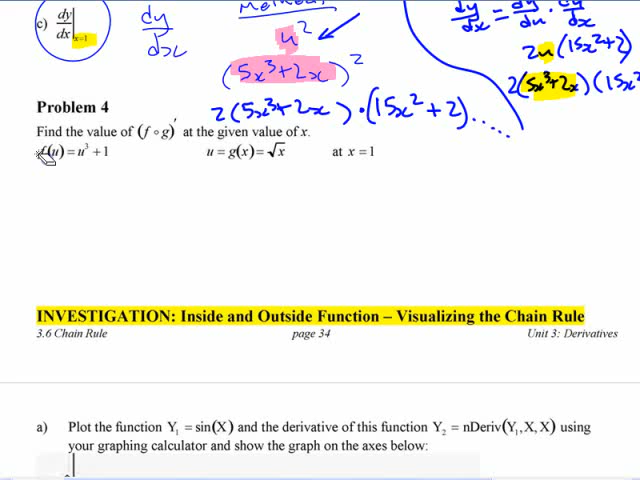 c) dy/dx |x=1
dy/dx
u²
(5x³+2x)²
2(5x³+2x)•(15x²+2).....
dy/dx = dy/du • du/dx
2u(15x²+2)
2(5x³+2x)(15x
Problem 4
Find the value of (f ∘ g)′ at the given value of x.
f(u) = u³ + 1 u = g(x) = √x at x = 1
INVESTIGATION: Inside and Outside Function – Visualizing the Chain Rule
3.6 Chain Rule page 34 Unit 3: Derivatives
a) Plot the function Y₁ = sin(X) and the derivative of this function Y₂ = nDeriv(Y₁, X, X) using
your graphing calculator and show the graph on the axes below: